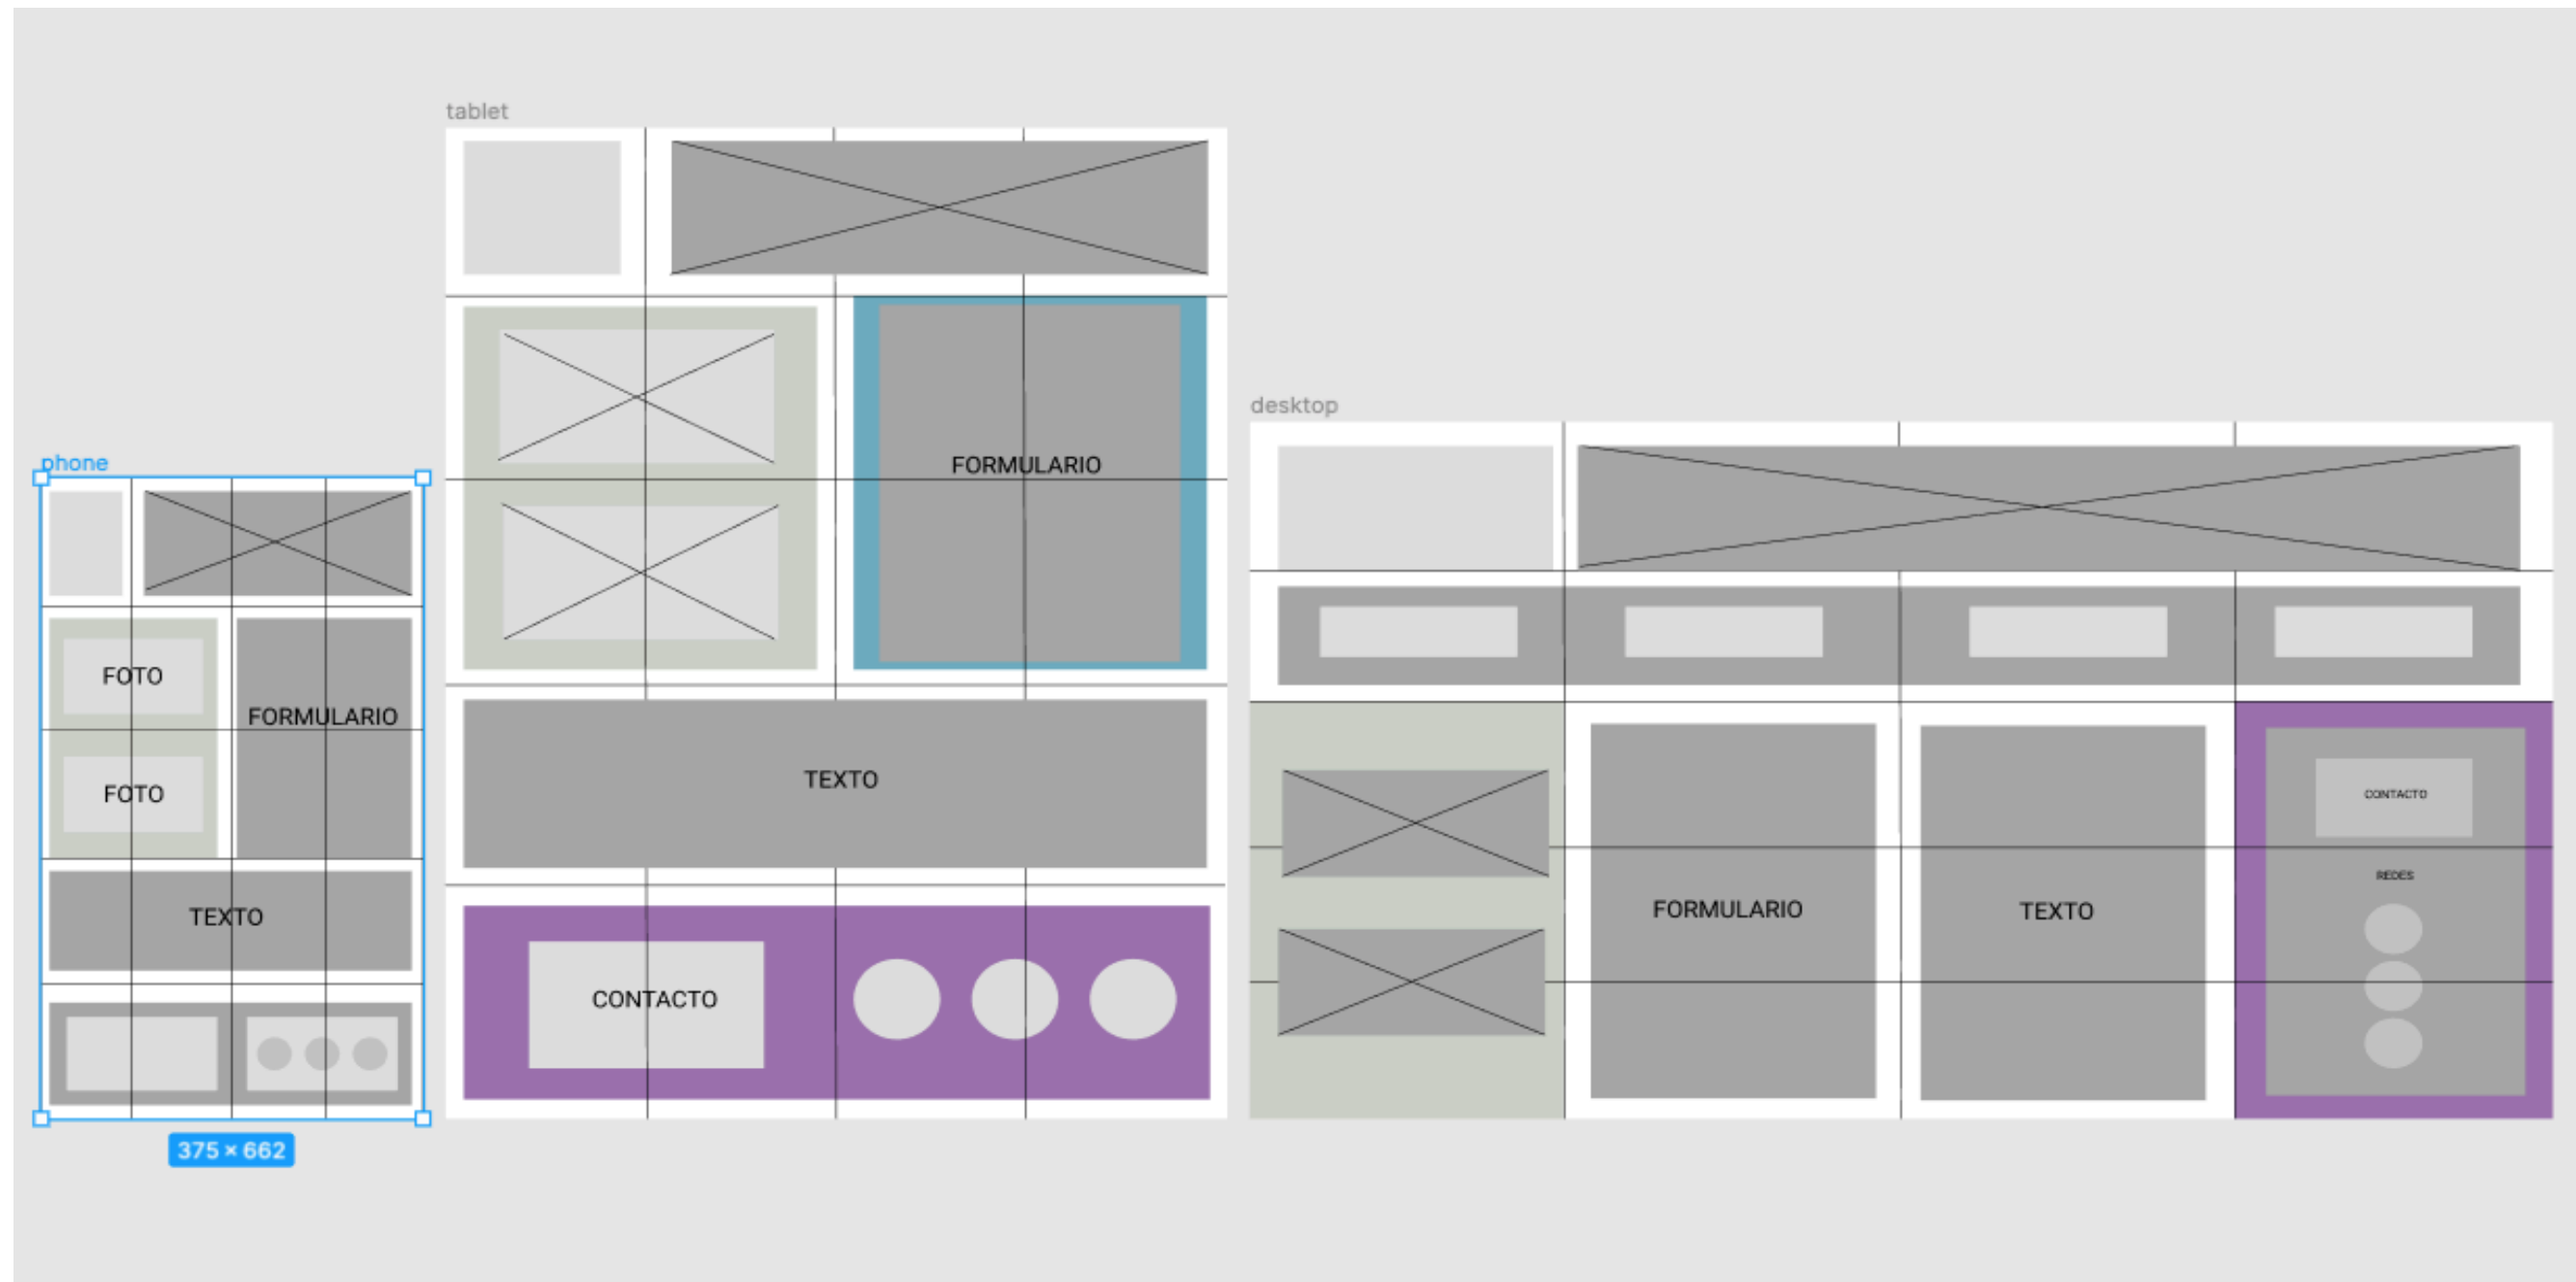 phone
FOTO
FORMULARIO
FOTO
TEXTO
375 × 662
tablet
FORMULARIO
TEXTO
CONTACTO
desktop
FORMULARIO
TEXTO
CONTACTO
REDES